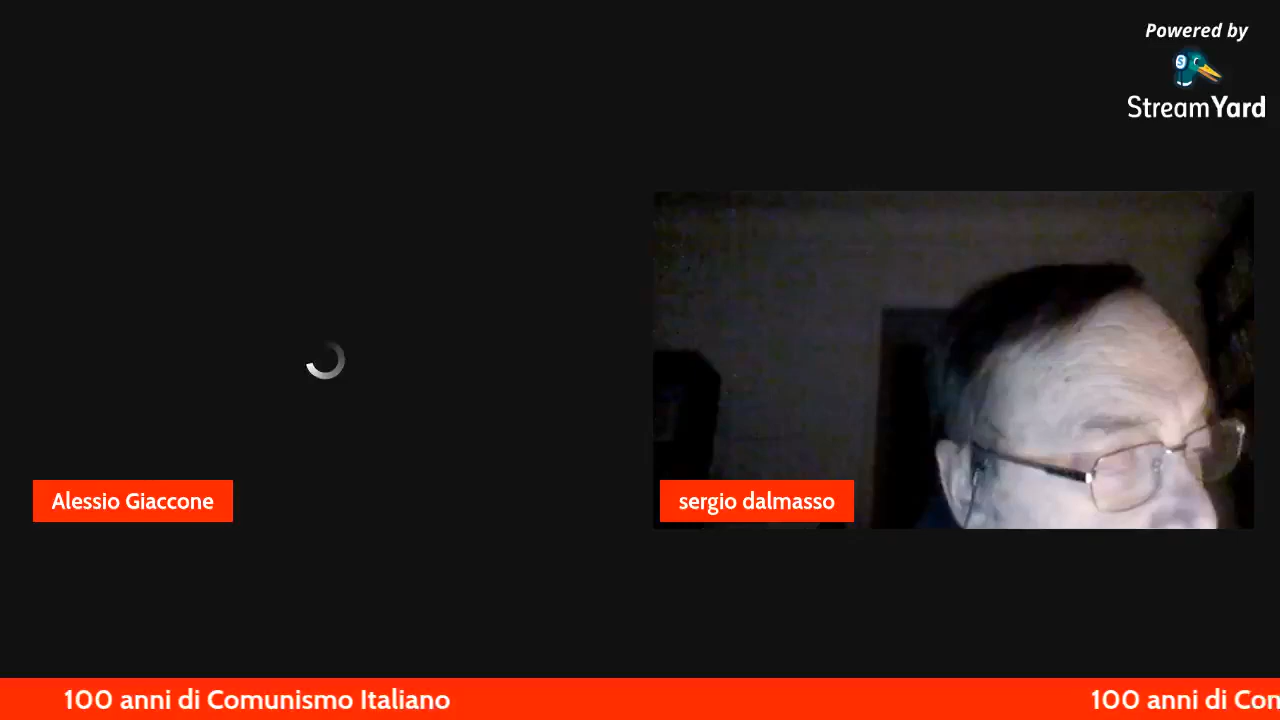 Powered by
StreamYard
Alessio Giaccone
sergio dalmasso
100 anni di Comunismo Italiano
100 anni di Con